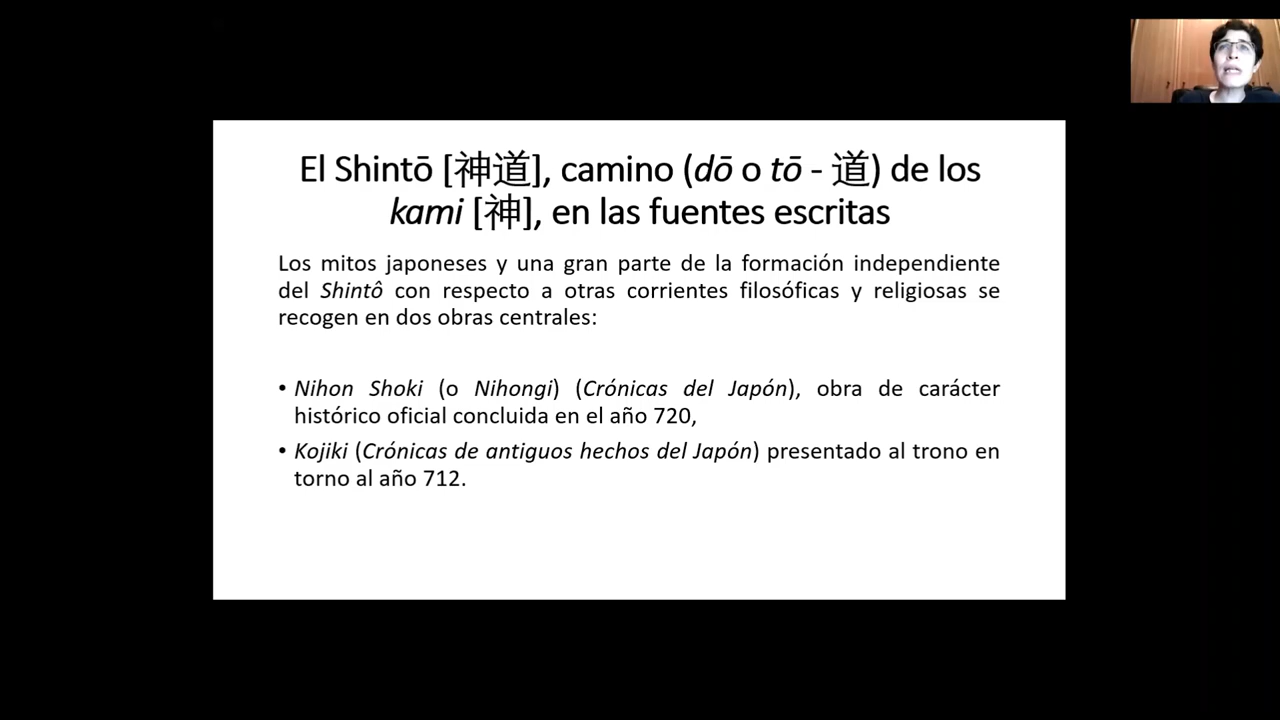 El Shintō [神道], camino (dō o tō - 道) de los
kami [神], en las fuentes escritas
Los mitos japoneses y una gran parte de la formación independiente
del Shintô con respecto a otras corrientes filosóficas y religiosas se
recogen en dos obras centrales:
• Nihon Shoki (o Nihongi) (Crónicas del Japón), obra de carácter
histórico oficial concluida en el año 720,
• Kojiki (Crónicas de antiguos hechos del Japón) presentado al trono en
torno al año 712.